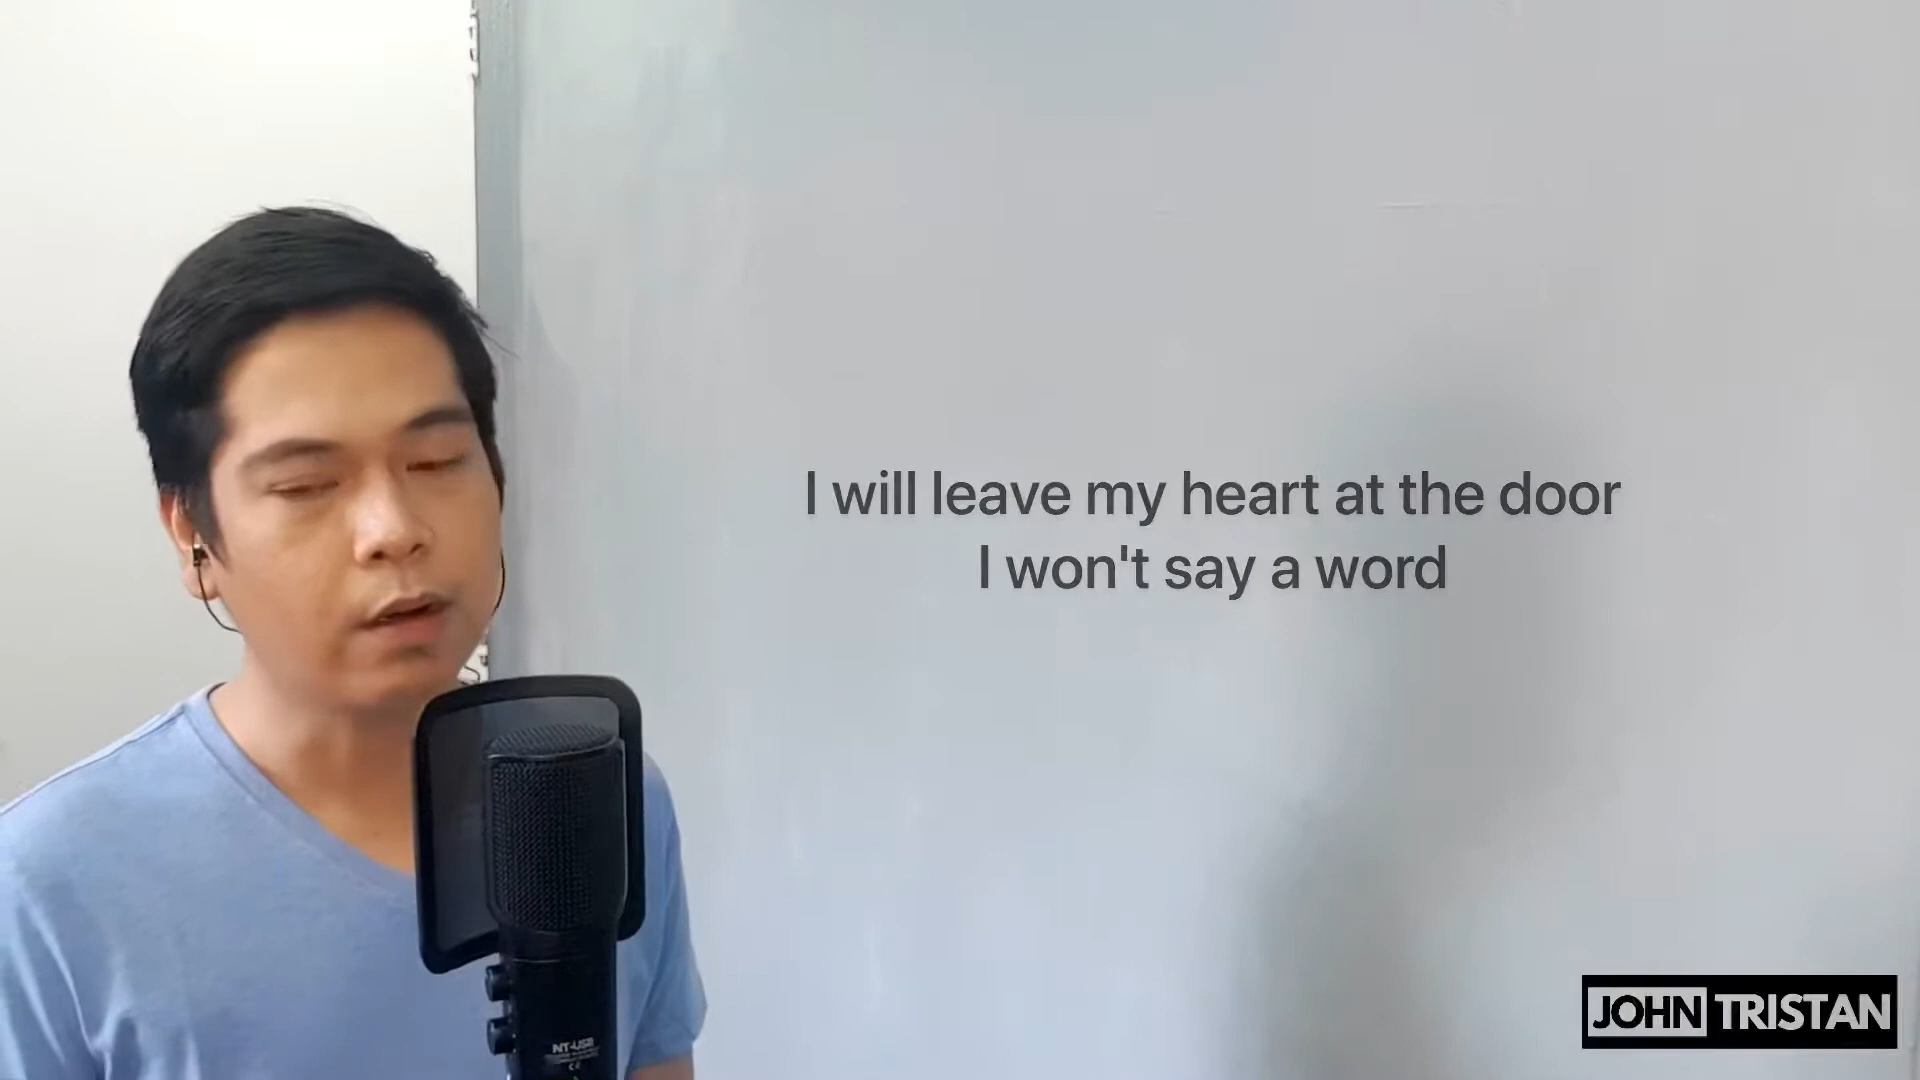 I will leave my heart at the door
I won't say a word
NT-USB
JOHN TRISTAN